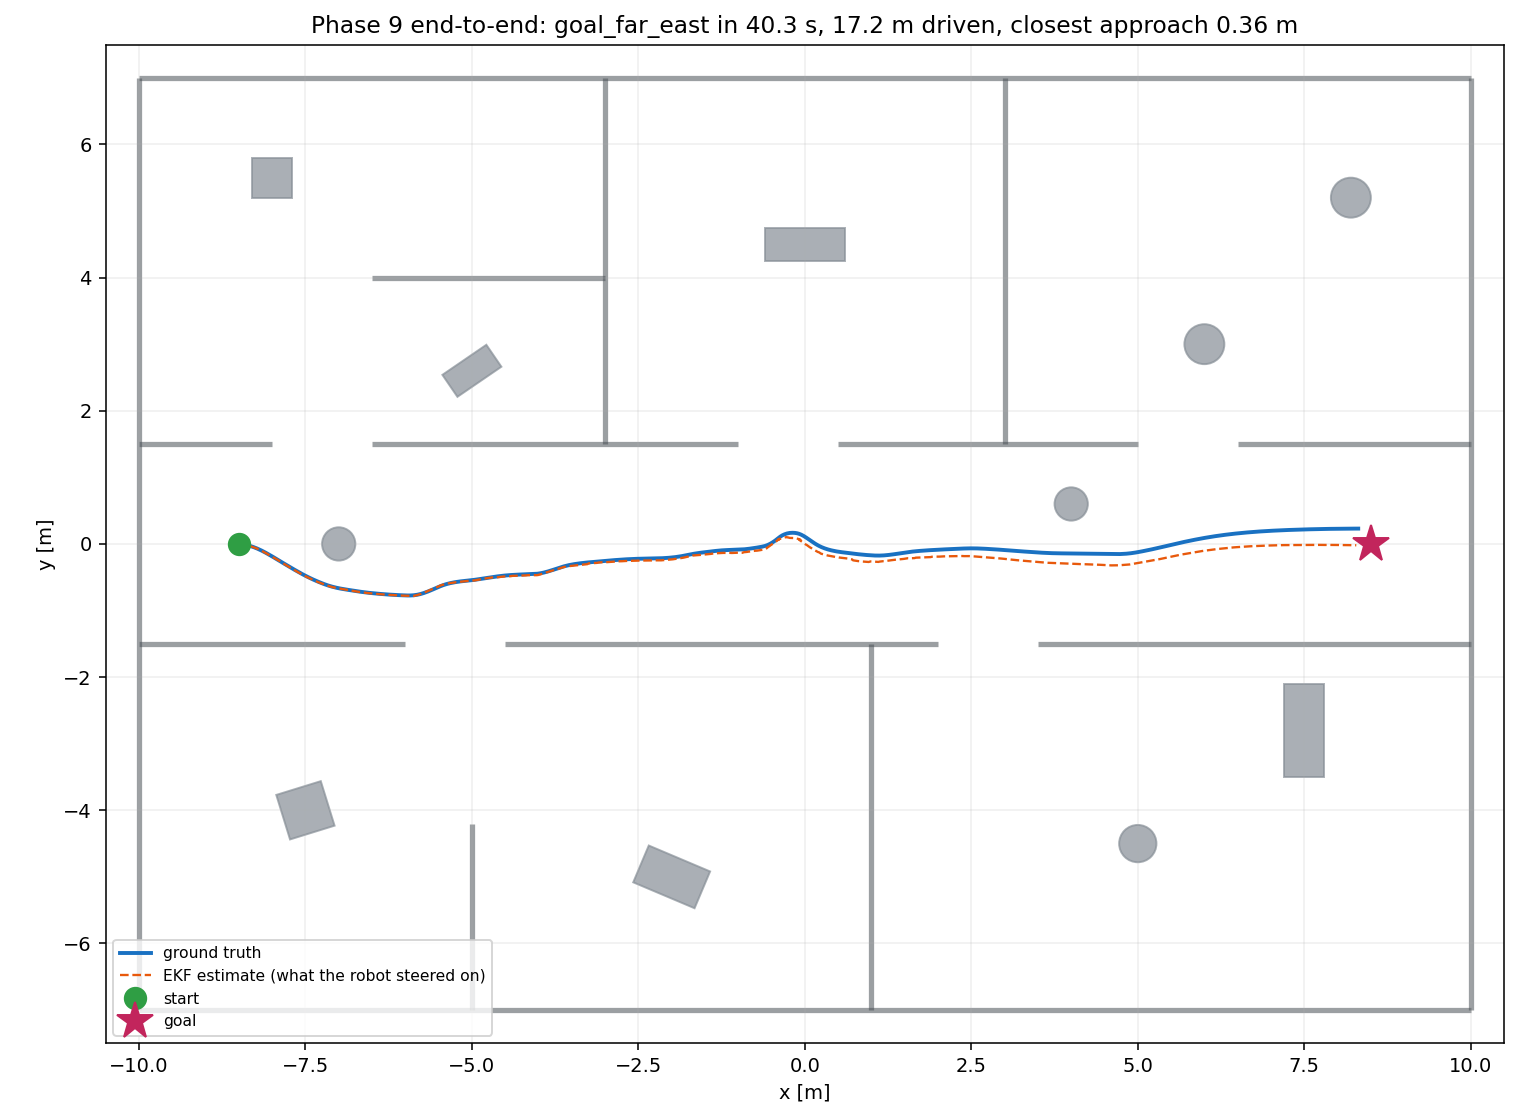 Phase 9 end-to-end: goal_far_east in 40.3 s, 17.2 m driven, closest approach 0.36 m
y [m]
6
4
2
0
−2
−4
−6
ground truth
EKF estimate (what the robot steered on)
start
goal
−10.0 −7.5 −5.0 −2.5 0.0 2.5 5.0 7.5 10.0
x [m]